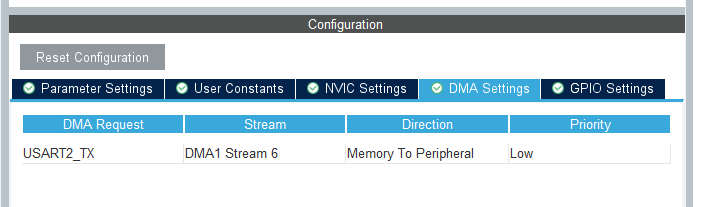 Configuration
Reset Configuration
Parameter Settings User Constants NVIC Settings DMA Settings GPIO Settings
DMA Request Stream Direction Priority
USART2_TX DMA1 Stream 6 Memory To Peripheral Low